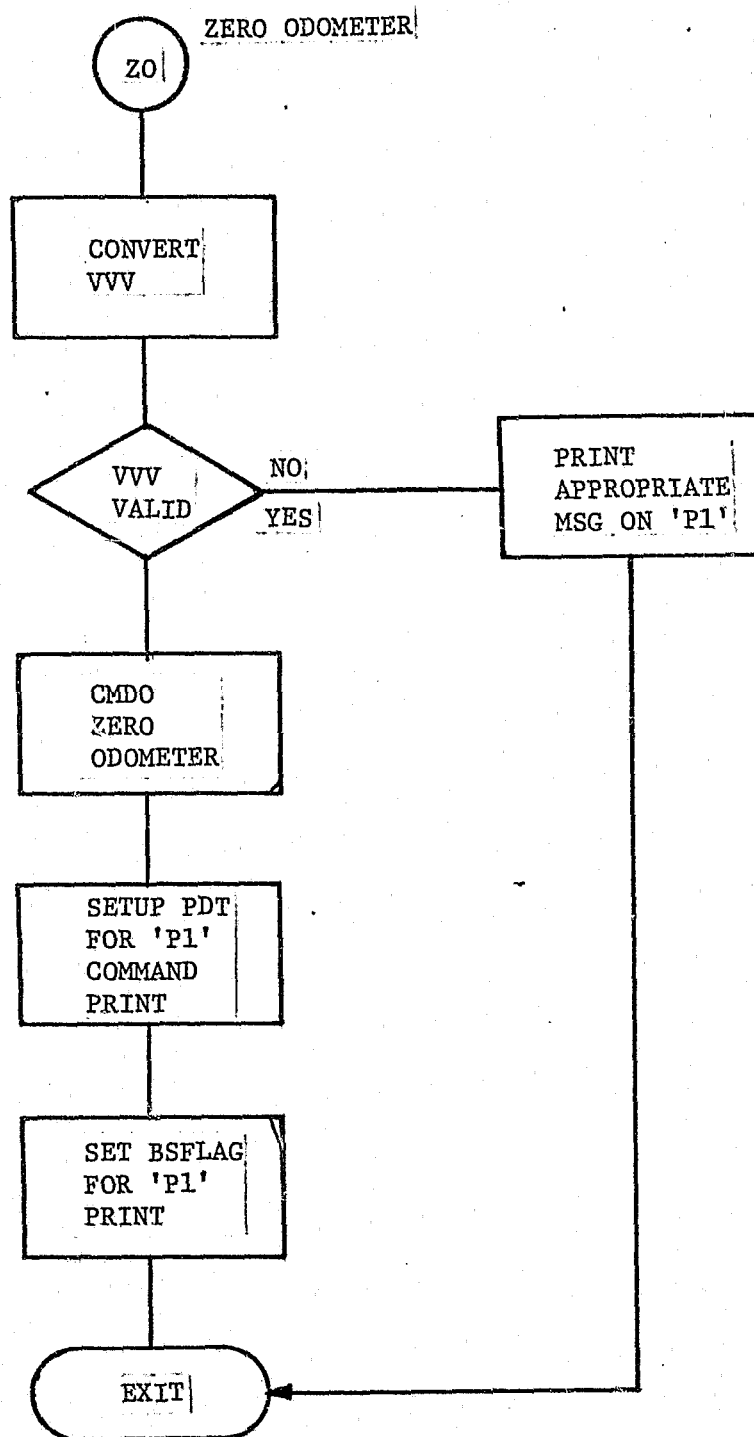 ZERO ODOMETER
ZO
CONVERT
VVV
VVV
VALID
NO
YES
PRINT
APPROPRIATE
MSG ON 'P1'
CMDO
ZERO
ODOMETER
SETUP PDT
FOR 'P1'
COMMAND
PRINT
SET BSFLAG
FOR 'P1'
PRINT
EXIT